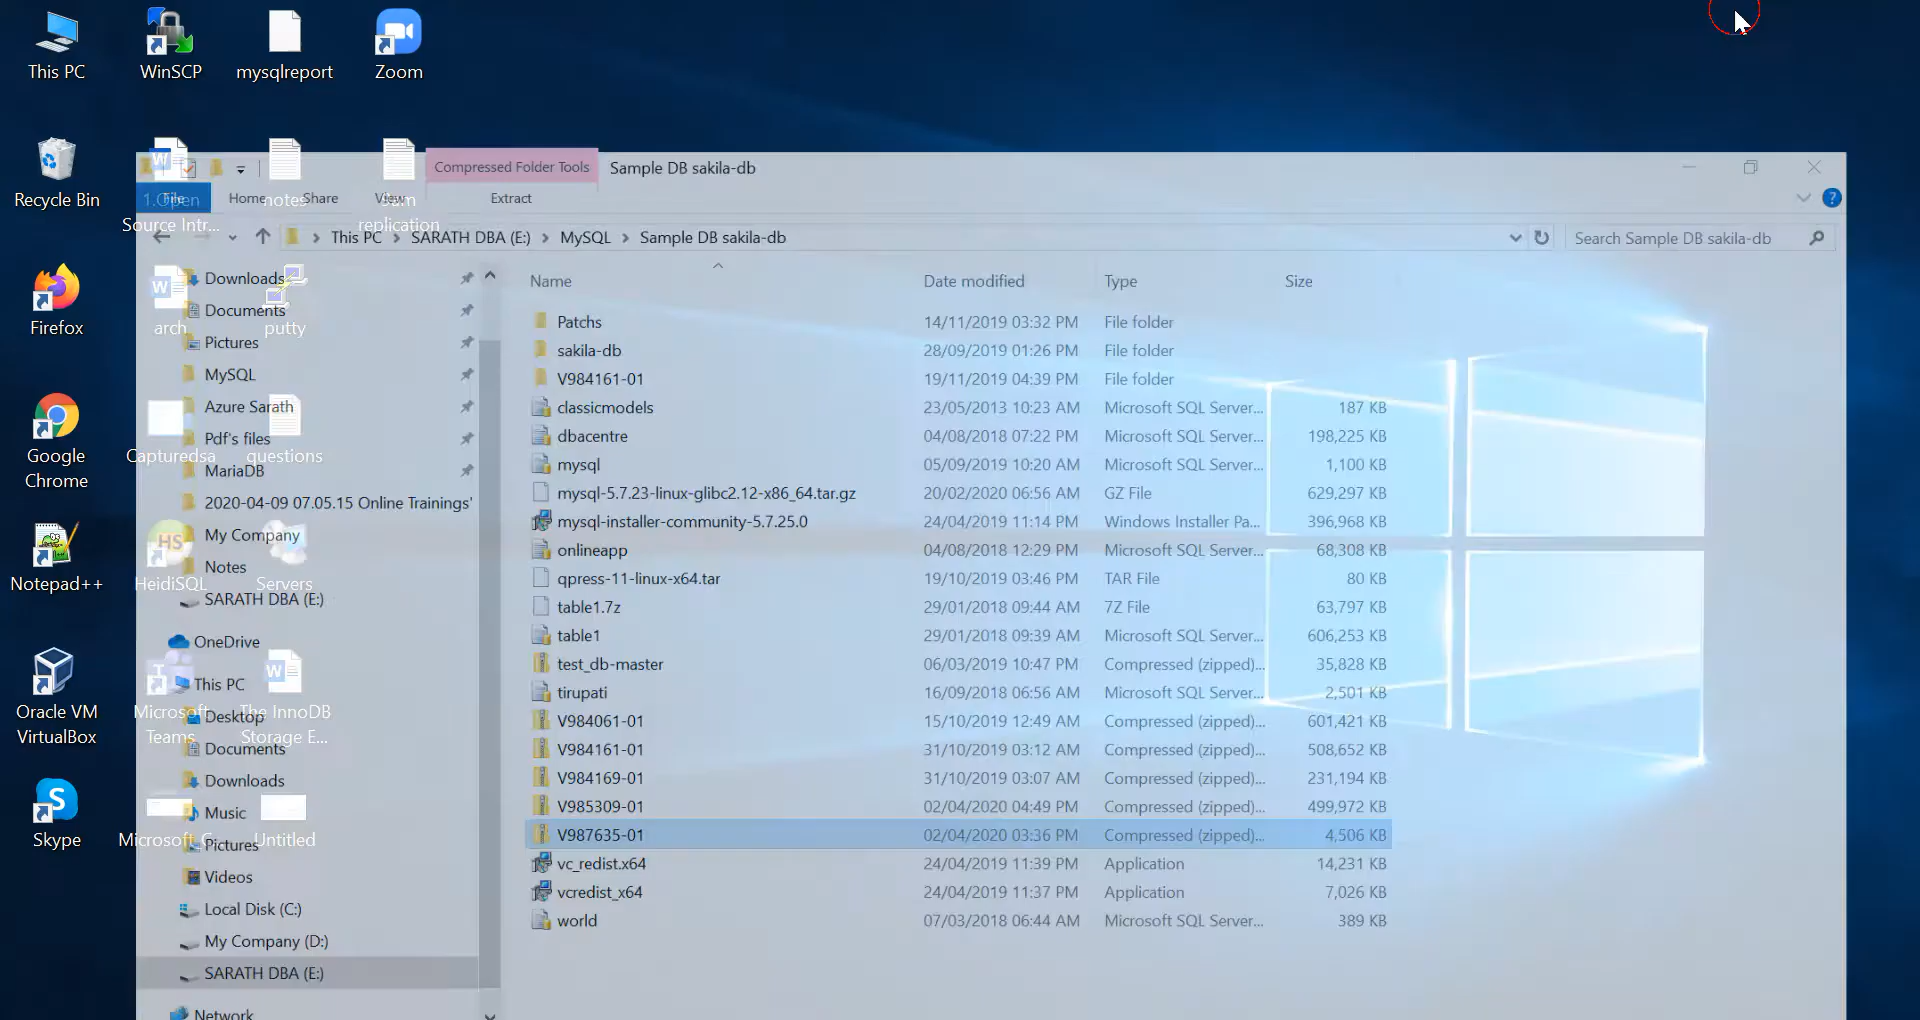 This PC
WinSCP
mysqlreport
Zoom
Recycle Bin
1.Open
Source Intr...
notes
3am
replication
Firefox
arch
putty
Google
Chrome
Capturedsa
questions
Notepad++
HeidiSQL
Servers
Oracle VM
VirtualBox
Microsoft
Teams
The InnoDB
Storage E...
Skype
Untitled
Compressed Folder Tools
Sample DB sakila-db
File
Home
Share
View
Extract
This PC > SARATH DBA (E:) > MySQL > Sample DB sakila-db
Search Sample DB sakila-db
Downloads
Documents
Pictures
MySQL
Azure Sarath
Pdf's files
MariaDB
2020-04-09 07.05.15 Online Trainings'
My Company
Notes
SARATH DBA (E:)
OneDrive
This PC
Desktop
Documents
Downloads
Music
Pictures
Videos
Local Disk (C:)
My Company (D:)
SARATH DBA (E:)
Network
Name Date modified Type Size
Patchs 14/11/2019 03:32 PM File folder
sakila-db 28/09/2019 01:26 PM File folder
V984161-01 19/11/2019 04:39 PM File folder
classicmodels 23/05/2013 10:23 AM Microsoft SQL Server... 187 KB
dbacentre 04/08/2018 07:22 PM Microsoft SQL Server... 198,225 KB
mysql 05/09/2019 10:20 AM Microsoft SQL Server... 1,100 KB
mysql-5.7.23-linux-glibc2.12-x86_64.tar.gz 20/02/2020 06:56 AM GZ File 629,297 KB
mysql-installer-community-5.7.25.0 24/04/2019 11:14 PM Windows Installer Pa... 396,968 KB
onlineapp 04/08/2018 12:29 PM Microsoft SQL Server... 68,308 KB
qpress-11-linux-x64.tar 19/10/2019 03:46 PM TAR File 80 KB
table1.7z 29/01/2018 09:44 AM 7Z File 63,797 KB
table1 29/01/2018 09:39 AM Microsoft SQL Server... 606,253 KB
test_db-master 06/03/2019 10:47 PM Compressed (zipped)... 35,828 KB
tirupati 16/09/2018 06:56 AM Microsoft SQL Server... 2,501 KB
V984061-01 15/10/2019 12:49 AM Compressed (zipped)... 601,421 KB
V984161-01 31/10/2019 03:12 AM Compressed (zipped)... 508,652 KB
V984169-01 31/10/2019 03:07 AM Compressed (zipped)... 231,194 KB
V985309-01 02/04/2020 04:49 PM Compressed (zipped)... 499,972 KB
V987635-01 02/04/2020 03:36 PM Compressed (zipped)... 4,506 KB
vc_redist.x64 24/04/2019 11:39 PM Application 14,231 KB
vcredist_x64 24/04/2019 11:37 PM Application 7,026 KB
world 07/03/2018 06:44 AM Microsoft SQL Server... 389 KB